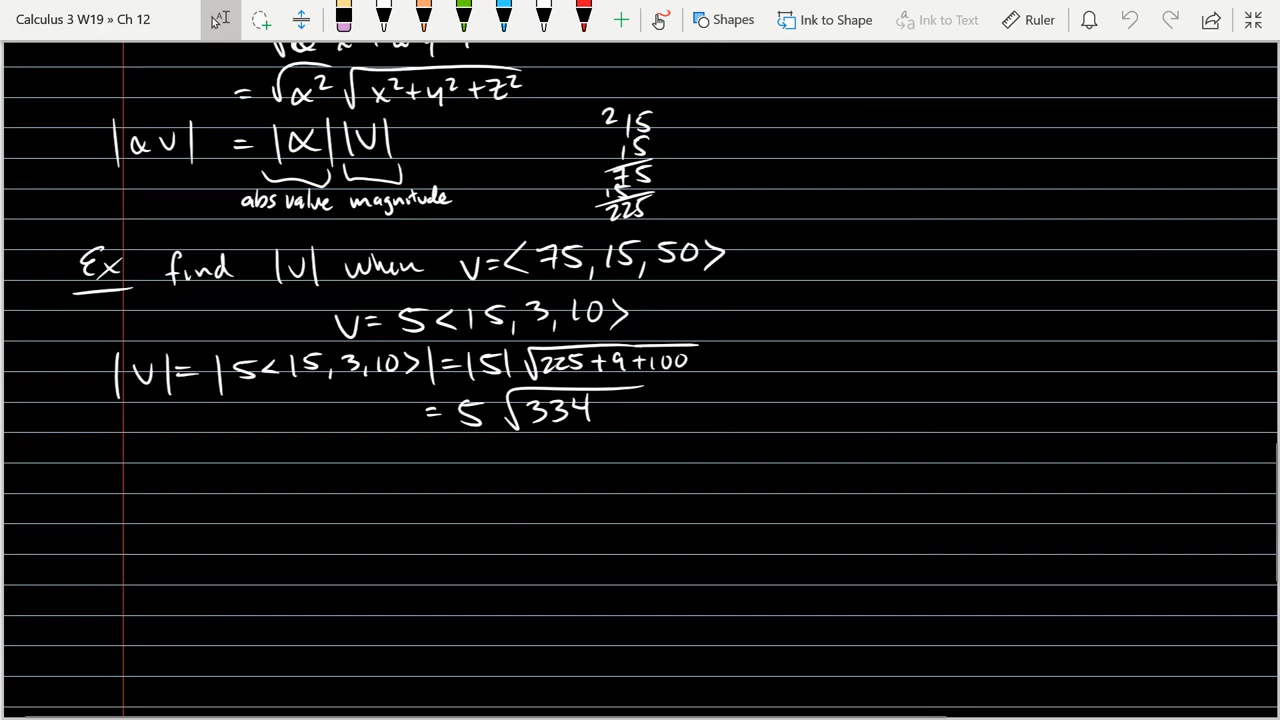 Calculus 3 W19 » Ch 12
Shapes
Ink to Shape
Ink to Text
Ruler
= √α² √x²+y²+z²
|αv| = |α||v|
abs value magnitude
2
15
15
75
15
225
Ex find |v| when v=<75,15,50>
v= 5<15,3,10>
|v|= |5<15,3,10>|=|5|√225+9+100
= 5 √334